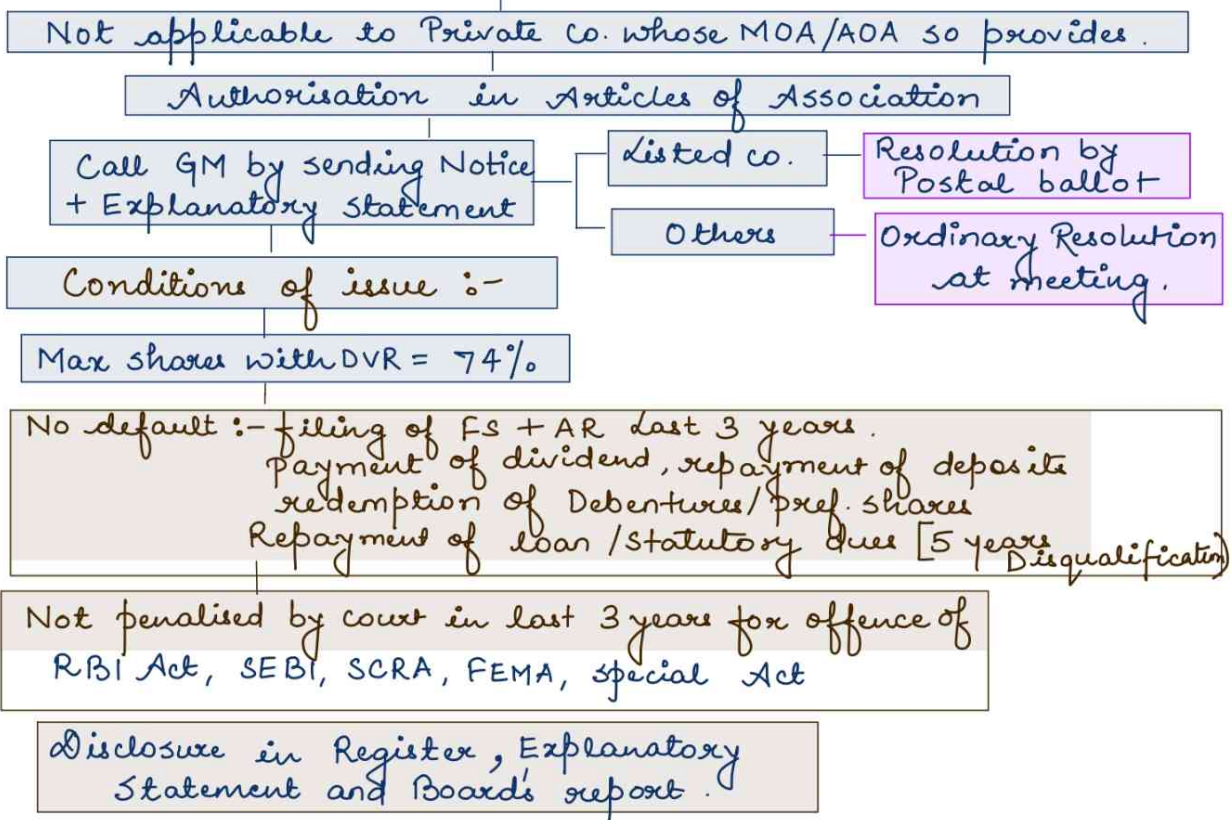 Not applicable to Private Co. whose MOA/AOA so provides.
Authorisation in Articles of Association
Call GM by sending Notice
+ Explanatory statement
Listed co.
Resolution by
Postal ballot
Others
Ordinary Resolution
at meeting.
Conditions of issue :-
Max shares with DVR = 74%
No default :- filing of FS + AR Last 3 years.
payment of dividend, repayment of deposits
redemption of Debentures/pref. shares
Repayment of loan /statutory dues [5 years
Disqualification)
Not penalised by court in last 3 years for offence of
RBI Act, SEBI, SCRA, FEMA, special Act
Disclosure in Register, Explanatory
Statement and Board's report.